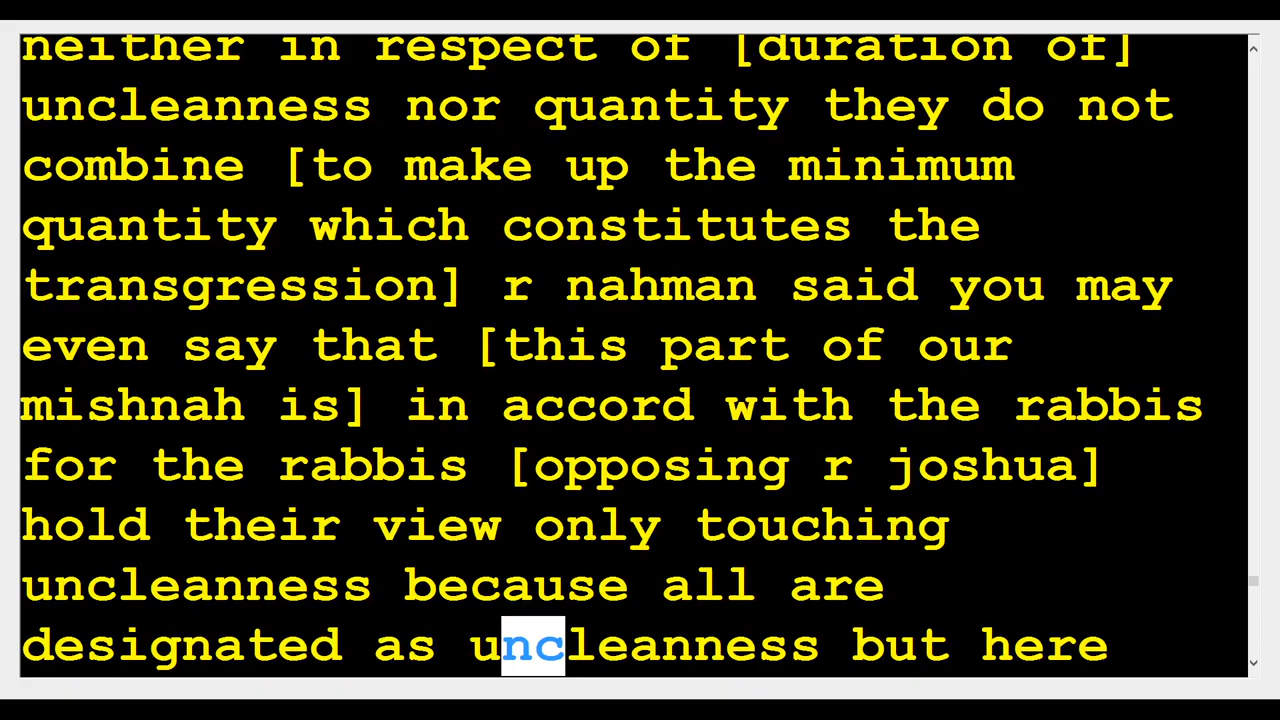 neither in respect of [duration of]
uncleanness nor quantity they do not
combine [to make up the minimum
quantity which constitutes the
transgression] r nahman said you may
even say that [this part of our
mishnah is] in accord with the rabbis
for the rabbis [opposing r joshua]
hold their view only touching
uncleanness because all are
designated as uncleanness but here